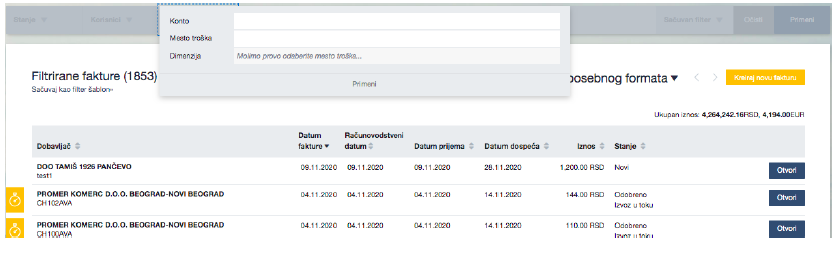 Stanje
Korisnici
Sačuvan filter
Očisti
Primeni
Konto
Mesto troška
Dimenzija
Molimo prvo odaberite mesto troška...
Primeni
Filtrirane fakture (1853)
Sačuvaj kao filter šablon»
posebnog formata
Kreiraj novu fakturu
Ukupan iznos: 4,264,242.16RSD, 4,194.00EUR
Dobavljač Datum fakture Računovodstveni datum Datum prijema Datum dospeća Iznos Stanje
DOO TAMIŠ 1926 PANČEVO 09.11.2020 09.11.2020 09.11.2020 28.11.2020 1,200.00 RSD Novi Otvori
test1
PROMER KOMERC D.O.O. BEOGRAD-NOVI BEOGRAD 04.11.2020 04.11.2020 04.11.2020 14.11.2020 144.00 RSD Odobreno Otvori
CH102AVA Izvoz u toku
PROMER KOMERC D.O.O. BEOGRAD-NOVI BEOGRAD 04.11.2020 04.11.2020 04.11.2020 14.11.2020 110.00 RSD Odobreno Otvori
CH100AVA Izvoz u toku